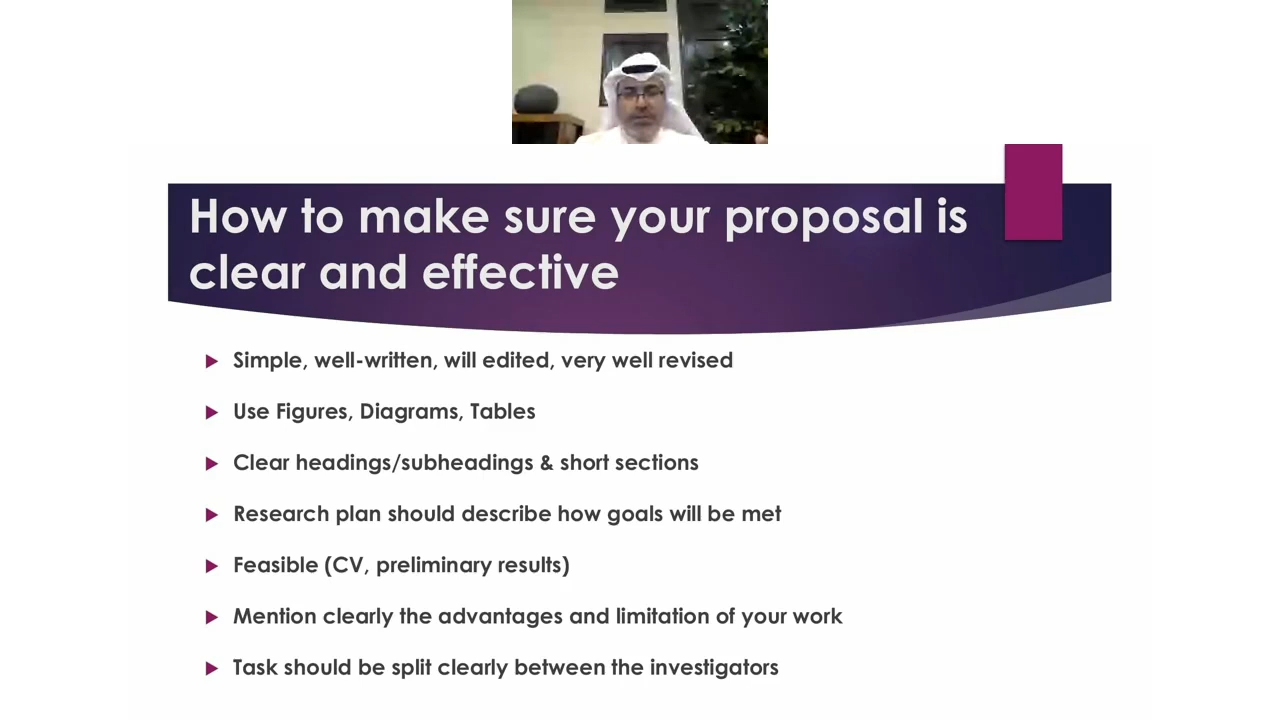 How to make sure your proposal is
clear and effective
Simple, well-written, will edited, very well revised
Use Figures, Diagrams, Tables
Clear headings/subheadings & short sections
Research plan should describe how goals will be met
Feasible (CV, preliminary results)
Mention clearly the advantages and limitation of your work
Task should be split clearly between the investigators